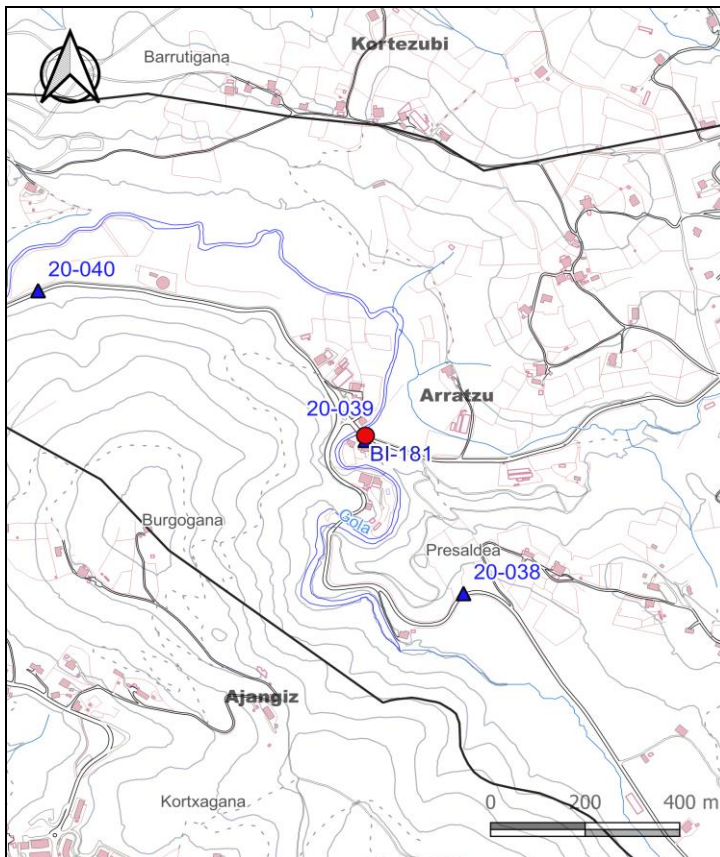 Kortezubi
Barrutigana
20-040
20-039
Arratzu
BI-181
Gola
Burgogana
Presaldea
20-038
Ajangiz
Kortxagana
0 200 400 m